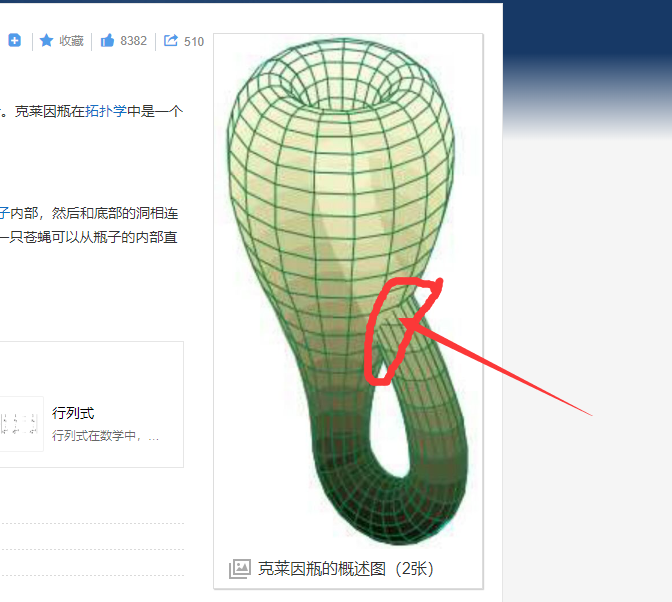 收藏
8382
510
。克莱因瓶在拓扑学中是一个
子内部，然后和底部的洞相连
一只苍蝇可以从瓶子的内部直
行列式
行列式在数学中，...
克莱因瓶的概述图（2张）